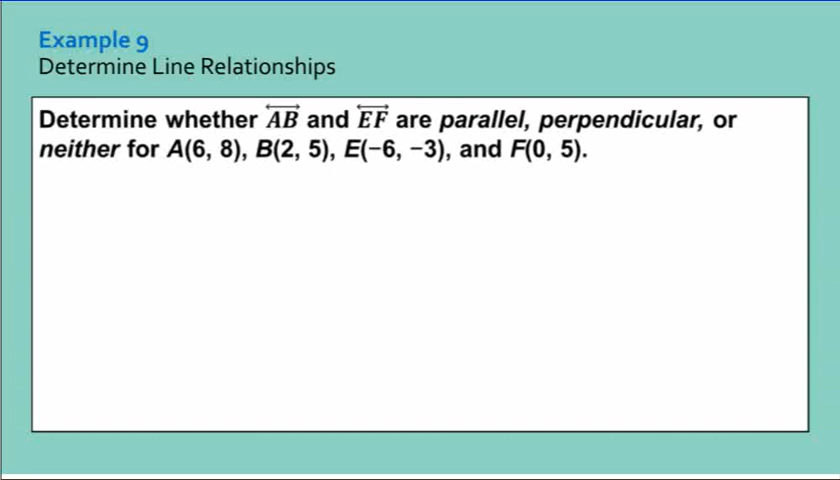 Example 9
Determine Line Relationships
Determine whether AB and EF are parallel, perpendicular, or
neither for A(6, 8), B(2, 5), E(−6, −3), and F(0, 5).